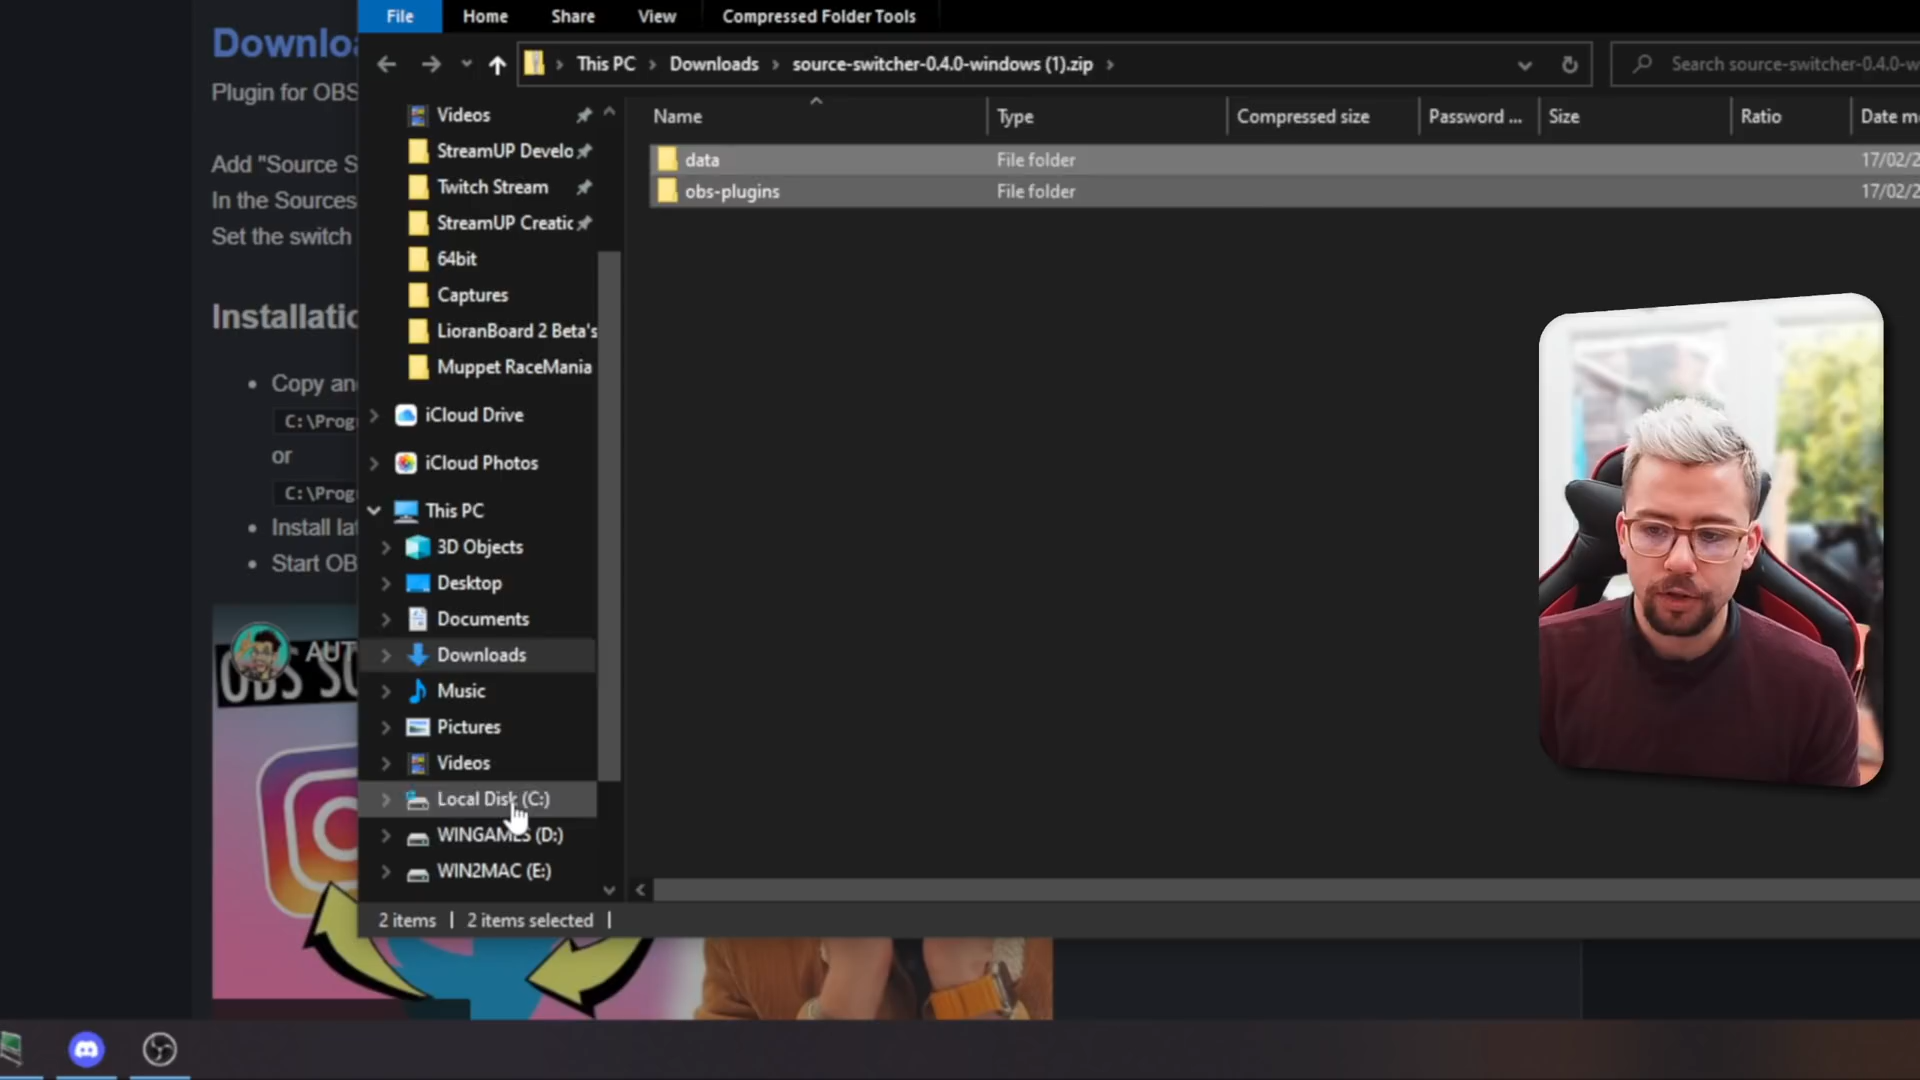 Downlo
Plugin for OBS
Add "Source S
In the Sources
Set the switch
Installatio
Copy an
C:\Prog
or
C:\Prog
Install la
Start OB
AUT
OBS SO
File
Home
Share
View
Compressed Folder Tools
This PC
Downloads
source-switcher-0.4.0-windows (1).zip
Search source-switcher-0.4.0-w
Videos
StreamUP Develo
Twitch Stream
StreamUP Creatic
64bit
Captures
LioranBoard 2 Beta's
Muppet RaceMania
iCloud Drive
iCloud Photos
This PC
3D Objects
Desktop
Documents
Downloads
Music
Pictures
Videos
Local Disk (C:)
WINGAMES (D:)
WIN2MAC (E:)
Name
Type
Compressed size
Password ...
Size
Ratio
Date m
data
File folder
17/02/2
obs-plugins
File folder
17/02/2
2 items
2 items selected